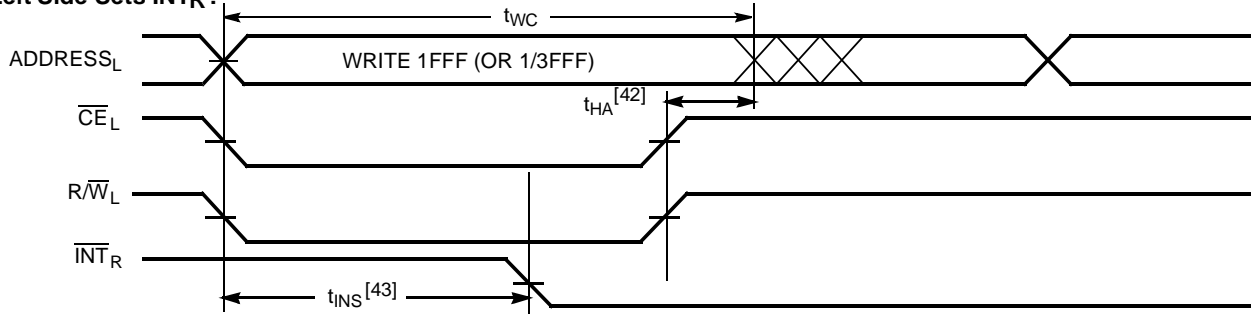 Left Side Sets INTR:
tWC
ADDRESSL
WRITE 1FFF (OR 1/3FFF)
tHA[42]
CEL
R/WL
INTR
tINS[43]